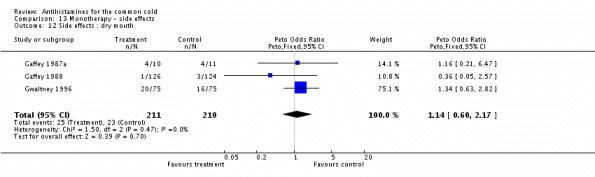 Review: Antihistamines for the common cold
Comparison: 13 Monotherapy - side effects
Outcome: 12 Side effects : dry mouth
Study or subgroup Treatment Control Peto Odds Ratio Weight Peto Odds Ratio
n/N n/N Peto,Fixed,95% CI Peto,Fixed,95% CI
Gaffey 1987a 4/10 4/11 14.1 % 1.16 [ 0.21, 6.47 ]
Gaffey 1988 1/126 3/124 10.8 % 0.36 [ 0.05, 2.57 ]
Gwaltney 1996 20/75 16/75 75.1 % 1.34 [ 0.63, 2.82 ]
Total (95% CI) 211 210 100.0 % 1.14 [ 0.60, 2.17 ]
Total events: 25 (Treatment), 23 (Control)
Heterogeneity: Chi² = 1.50, df = 2 (P = 0.47); I² =0.0%
Test for overall effect: Z = 0.39 (P = 0.70)
0.05 0.2 1 5 20
Favours treatment Favours control